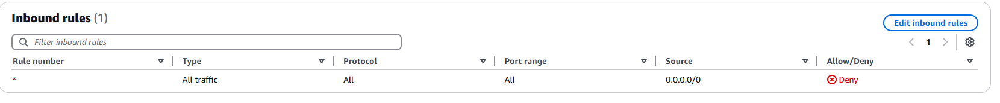 Inbound rules (1)
Edit inbound rules
Filter inbound rules
1
Rule number Type Protocol Port range Source Allow/Deny
* All traffic All All 0.0.0.0/0 Deny